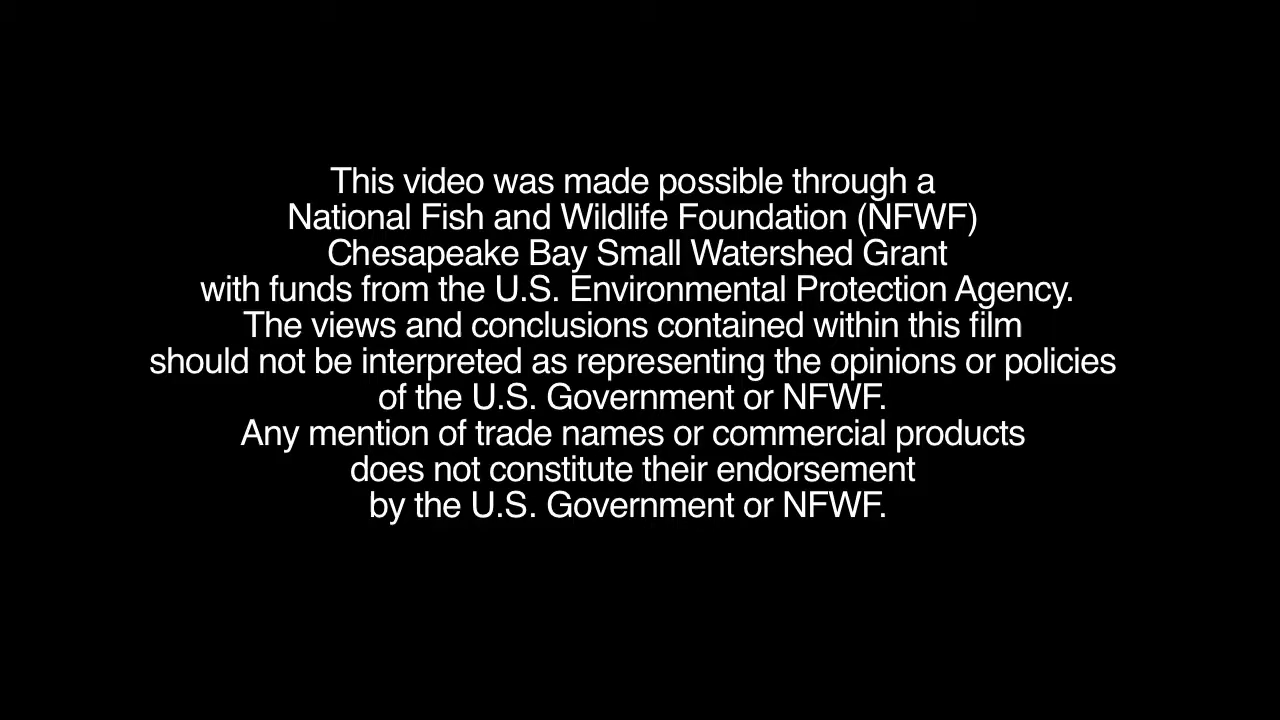 This video was made possible through a
National Fish and Wildlife Foundation (NFWF)
Chesapeake Bay Small Watershed Grant
with funds from the U.S. Environmental Protection Agency.
The views and conclusions contained within this film
should not be interpreted as representing the opinions or policies
of the U.S. Government or NFWF.
Any mention of trade names or commercial products
does not constitute their endorsement
by the U.S. Government or NFWF.